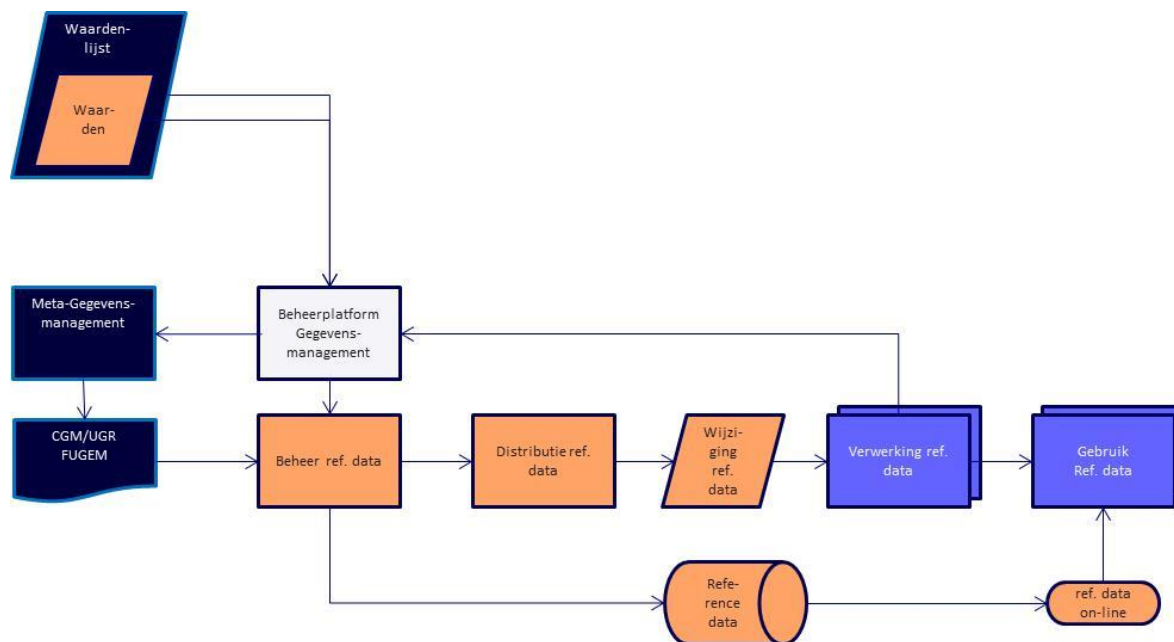 Waarden-
lijst
Waar-
den
Meta-Gegevens-
management
Beheerplatform
Gegevens-
management
CGM/UGR
FUGEM
Beheer ref. data
Distributie ref.
data
Wijzi-
ging
ref.
data
Verwerking ref.
data
Gebruik
Ref. data
Refe-
rence
data
ref. data
on-line